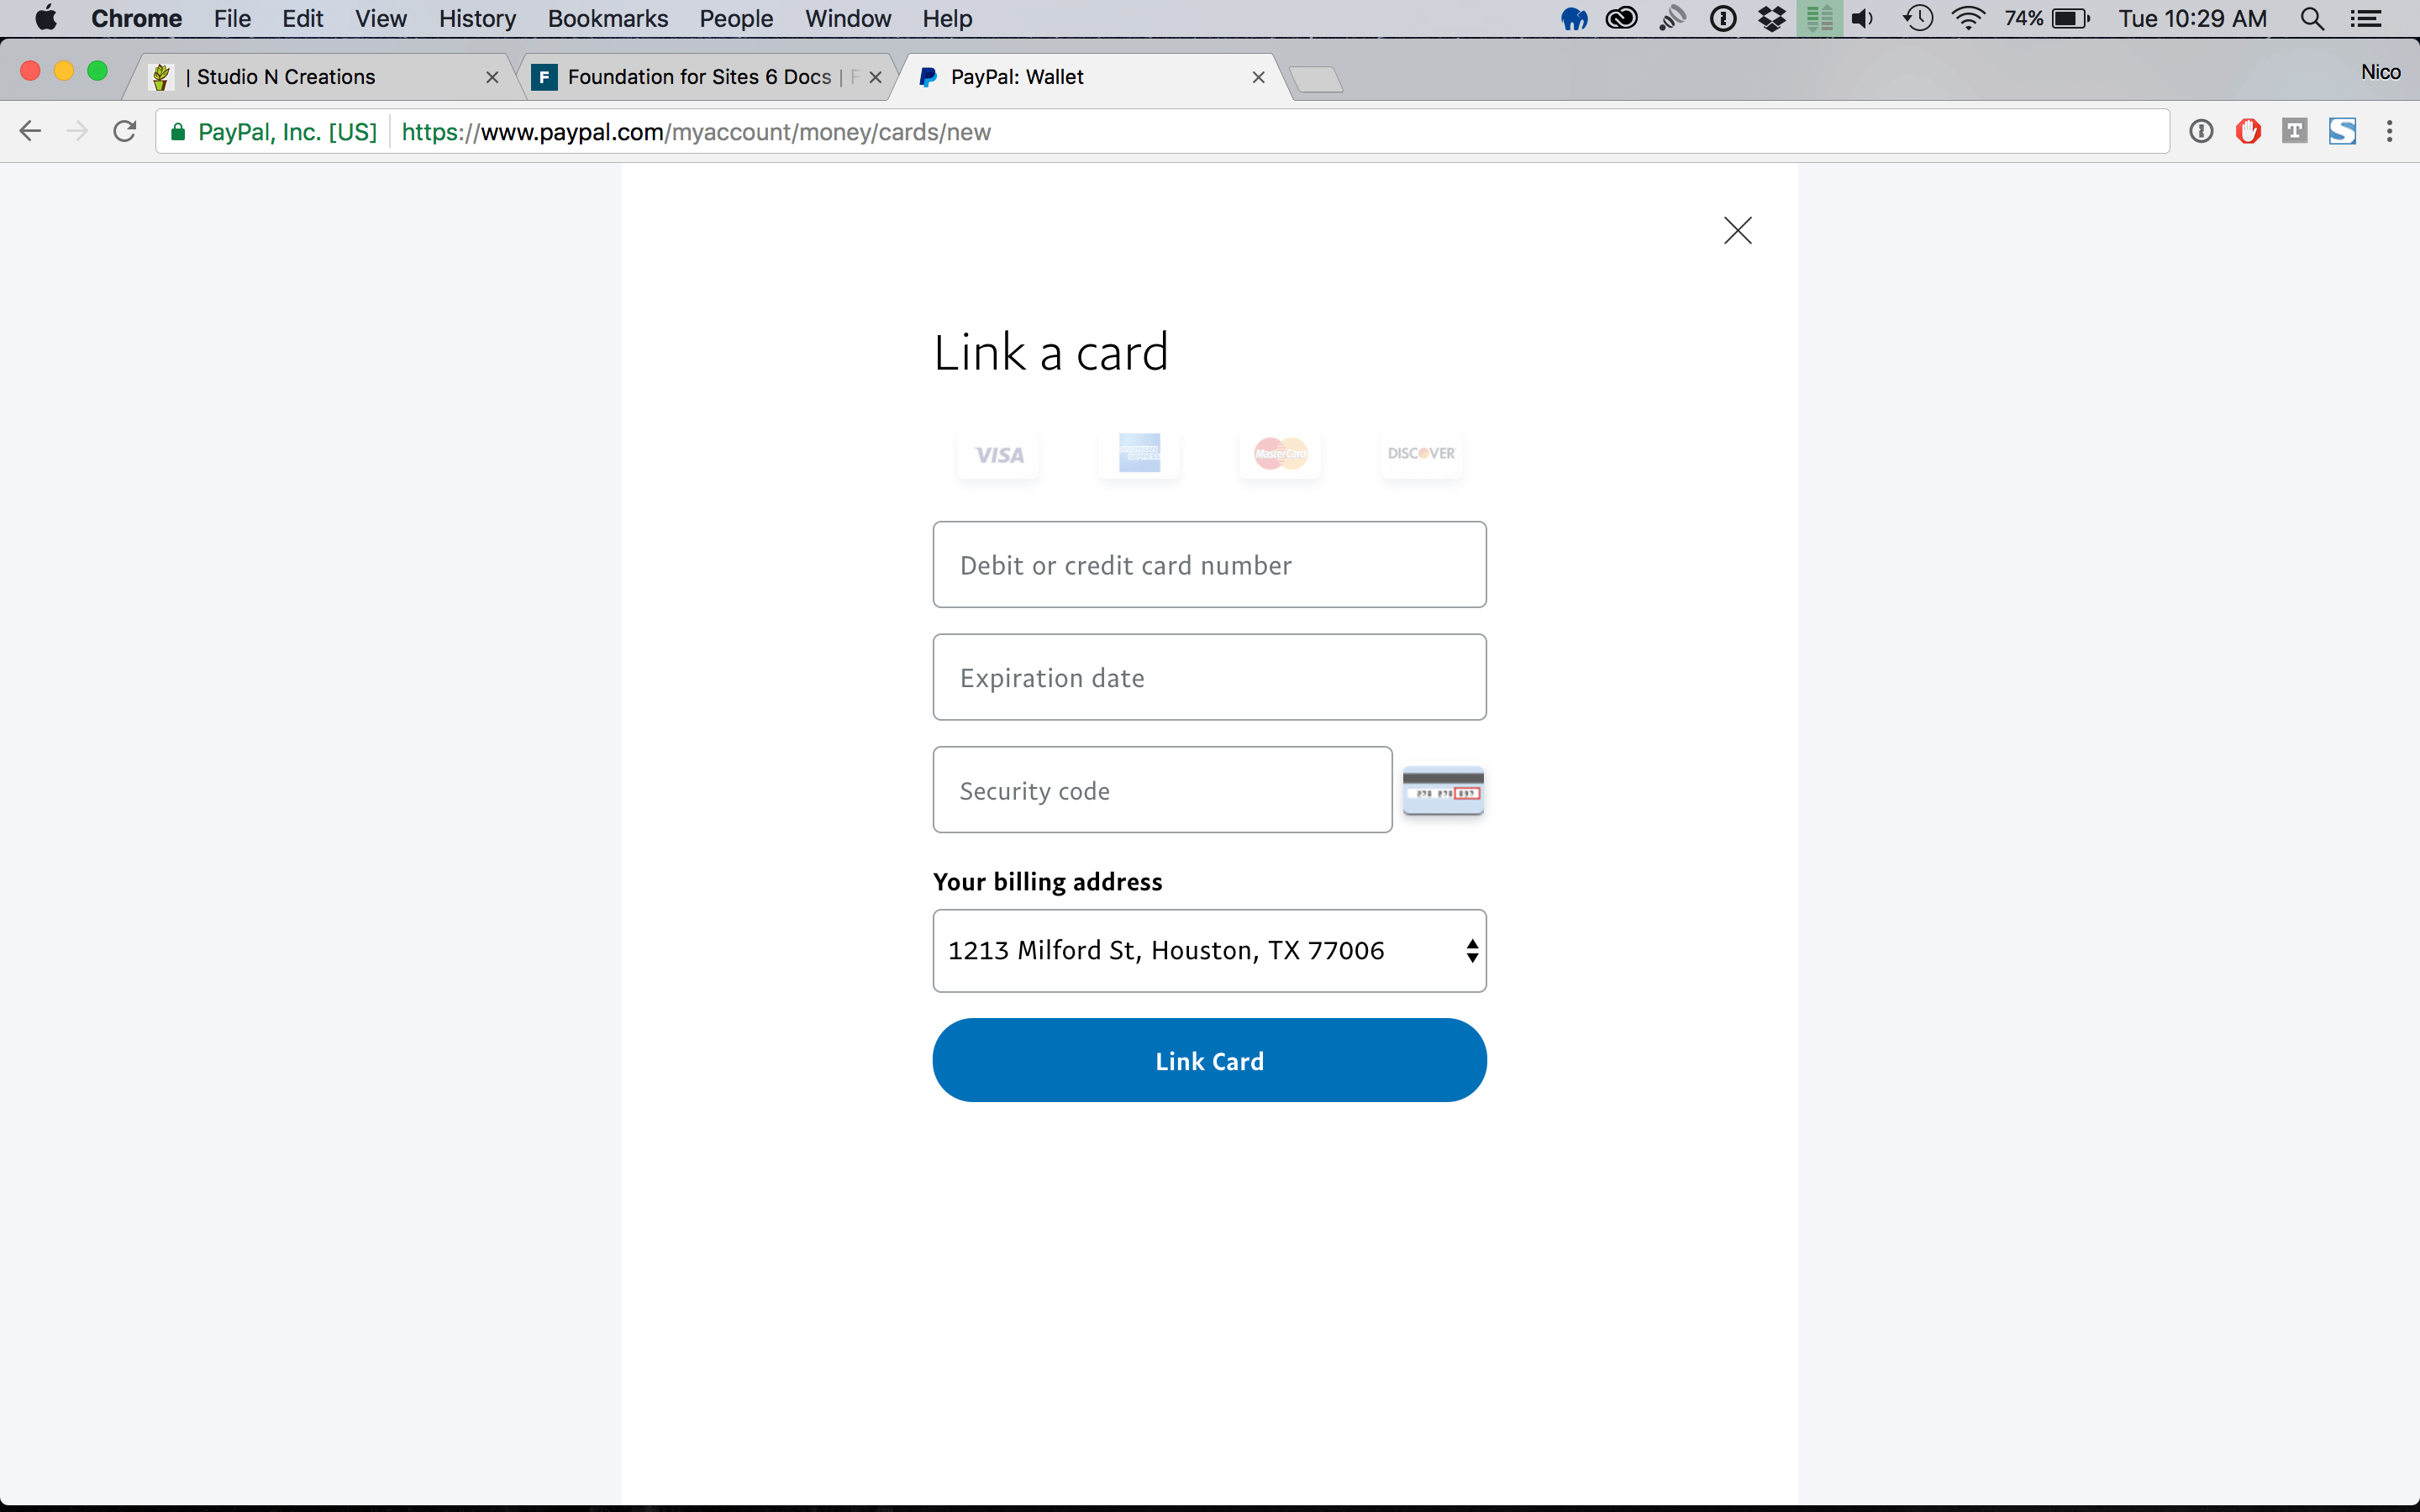 Chrome File Edit View History Bookmarks People Window Help 74% Tue 10:29 AM
| Studio N Creations Foundation for Sites 6 Docs | F PayPal: Wallet Nico
PayPal, Inc. [US] https://www.paypal.com/myaccount/money/cards/new
Link a card
VISA MasterCard DISCOVER
Debit or credit card number
Expiration date
Security code
Your billing address
1213 Milford St, Houston, TX 77006
Link Card